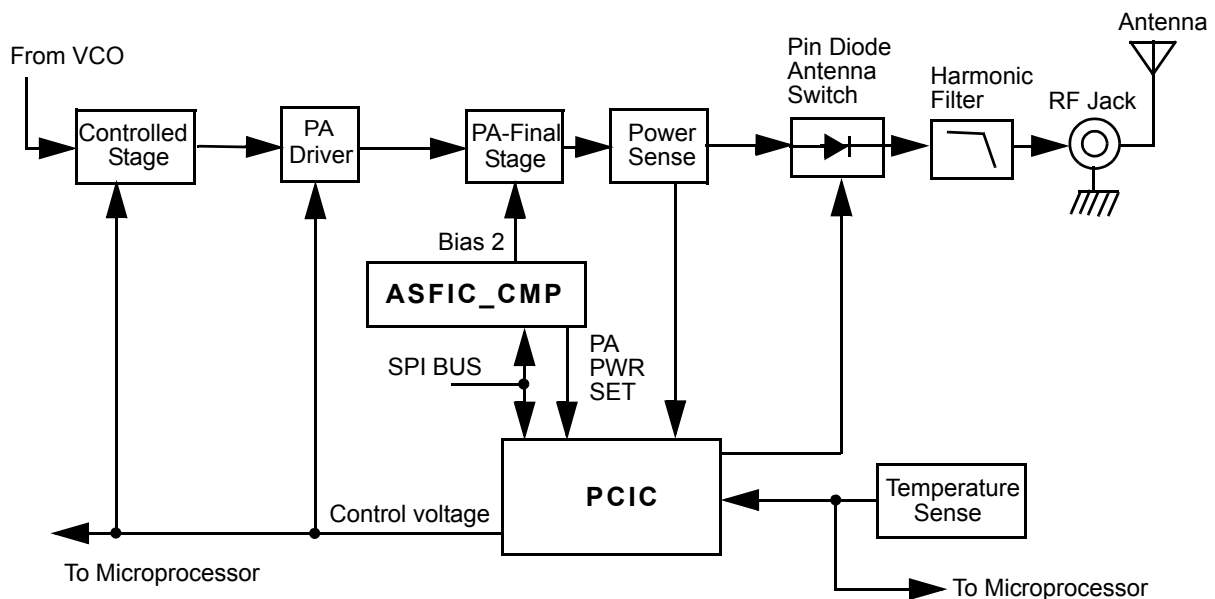 Antenna
From VCO
Pin Diode
Antenna
Switch
Harmonic
Filter
RF Jack
Controlled
Stage
PA
Driver
PA-Final
Stage
Power
Sense
Bias 2
ASFIC_CMP
SPI BUS
PA
PWR
SET
PCIC
Temperature
Sense
Control voltage
To Microprocessor
To Microprocessor